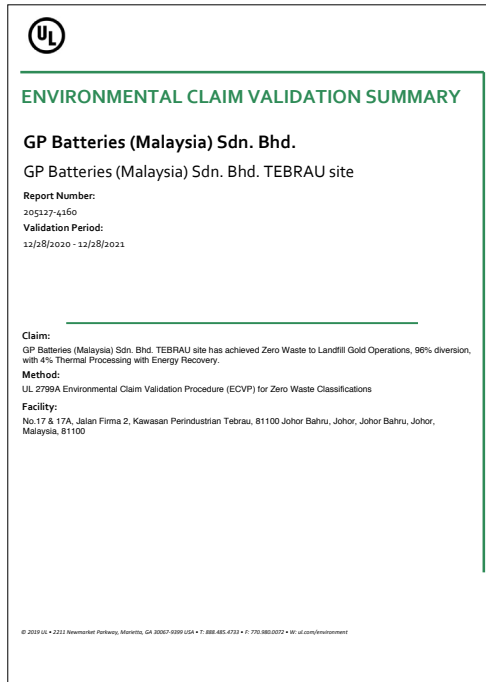 UL
ENVIRONMENTAL CLAIM VALIDATION SUMMARY
GP Batteries (Malaysia) Sdn. Bhd.
GP Batteries (Malaysia) Sdn. Bhd. TEBRAU site
Report Number:
205127-4160
Validation Period:
12/28/2020 - 12/28/2021
Claim:
GP Batteries (Malaysia) Sdn. Bhd. TEBRAU site has achieved Zero Waste to Landfill Gold Operations, 96% diversion,
with 4% Thermal Processing with Energy Recovery.
Method:
UL 2799A Environmental Claim Validation Procedure (ECVP) for Zero Waste Classifications
Facility:
No.17 & 17A, Jalan Firma 2, Kawasan Perindustrian Tebrau, 81100 Johor Bahru, Johor, Johor Bahru, Johor,
Malaysia, 81100
© 2019 UL • 2211 Newmarket Parkway, Marietta, GA 30067-9399 USA • T: 888.485.4733 • F: 770.980.0072 • W: ul.com/environment